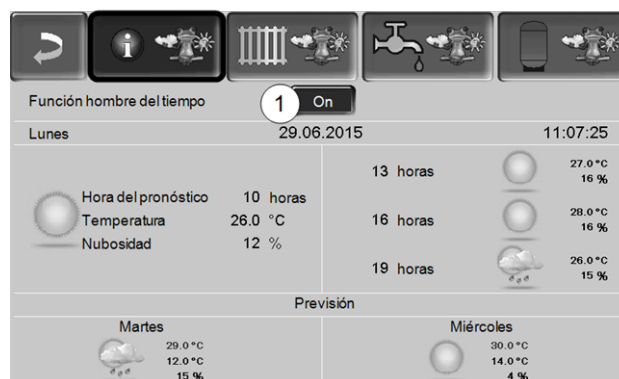 Función hombre del tiempo 1 On
Lunes 29.06.2015 11:07:25
Hora del pronóstico 10 horas
Temperatura 26.0 °C
Nubosidad 12 %
13 horas 27.0 °C
16 %
16 horas 28.0 °C
16 %
19 horas 26.0 °C
15 %
Previsión
Martes
29.0 °C
12.0 °C
15 %
Miércoles
30.0 °C
14.0 °C
4 %